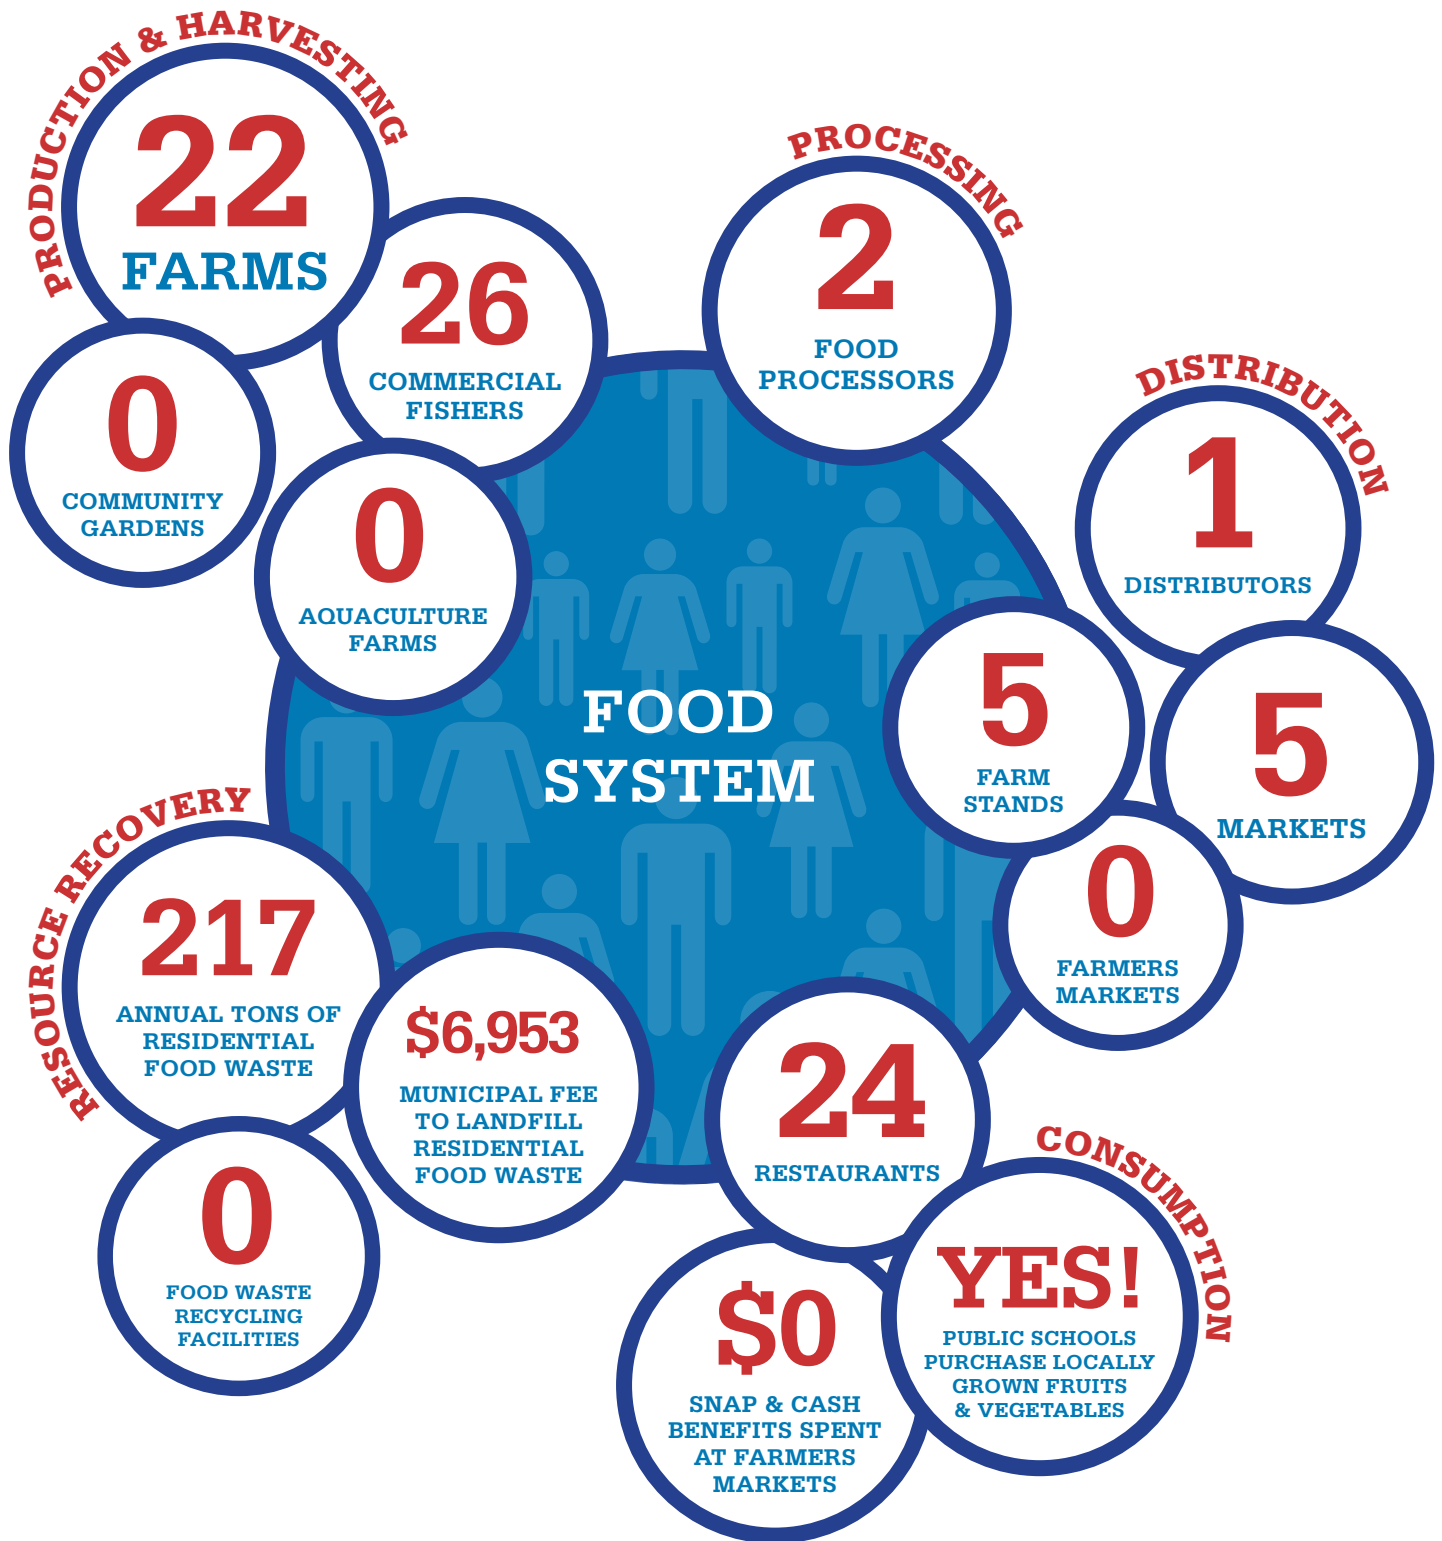 PRODUCTION & HARVESTING
22
FARMS
26
COMMERCIAL
FISHERS
0
COMMUNITY
GARDENS
0
AQUACULTURE
FARMS
PROCESSING
2
FOOD
PROCESSORS
DISTRIBUTION
1
DISTRIBUTORS
5
FARM
STANDS
5
MARKETS
0
FARMERS
MARKETS
FOOD
SYSTEM
RESOURCE RECOVERY
217
ANNUAL TONS OF
RESIDENTIAL
FOOD WASTE
$6,953
MUNICIPAL FEE
TO LANDFILL
RESIDENTIAL
FOOD WASTE
0
FOOD WASTE
RECYCLING
FACILITIES
24
RESTAURANTS
CONSUMPTION
YES!
PUBLIC SCHOOLS
PURCHASE LOCALLY
GROWN FRUITS
& VEGETABLES
$0
SNAP & CASH
BENEFITS SPENT
AT FARMERS
MARKETS